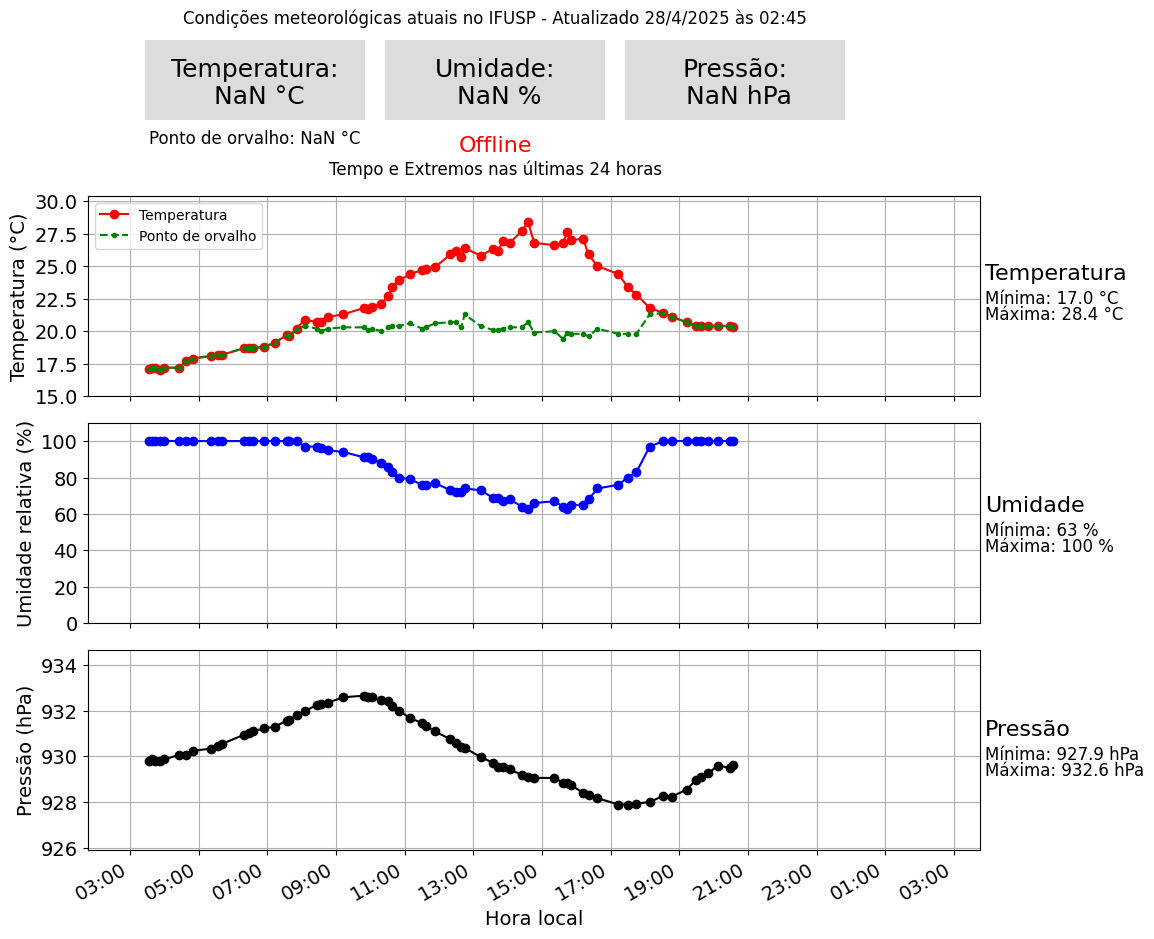 Condições meteorológicas atuais no IFUSP - Atualizado 28/4/2025 às 02:45
Temperatura:
NaN °C
Umidade:
NaN %
Pressão:
NaN hPa
Ponto de orvalho: NaN °C
Offline
Tempo e Extremos nas últimas 24 horas
Temperatura (°C)
30.0
27.5
25.0
22.5
20.0
17.5
15.0
Temperatura
Ponto de orvalho
Temperatura
Mínima: 17.0 °C
Máxima: 28.4 °C
Umidade relativa (%)
100
80
60
40
20
0
Umidade
Mínima: 63 %
Máxima: 100 %
Pressão (hPa)
934
932
930
928
926
Pressão
Mínima: 927.9 hPa
Máxima: 932.6 hPa
03:00
05:00
07:00
09:00
11:00
13:00
15:00
17:00
19:00
21:00
23:00
01:00
03:00
Hora local